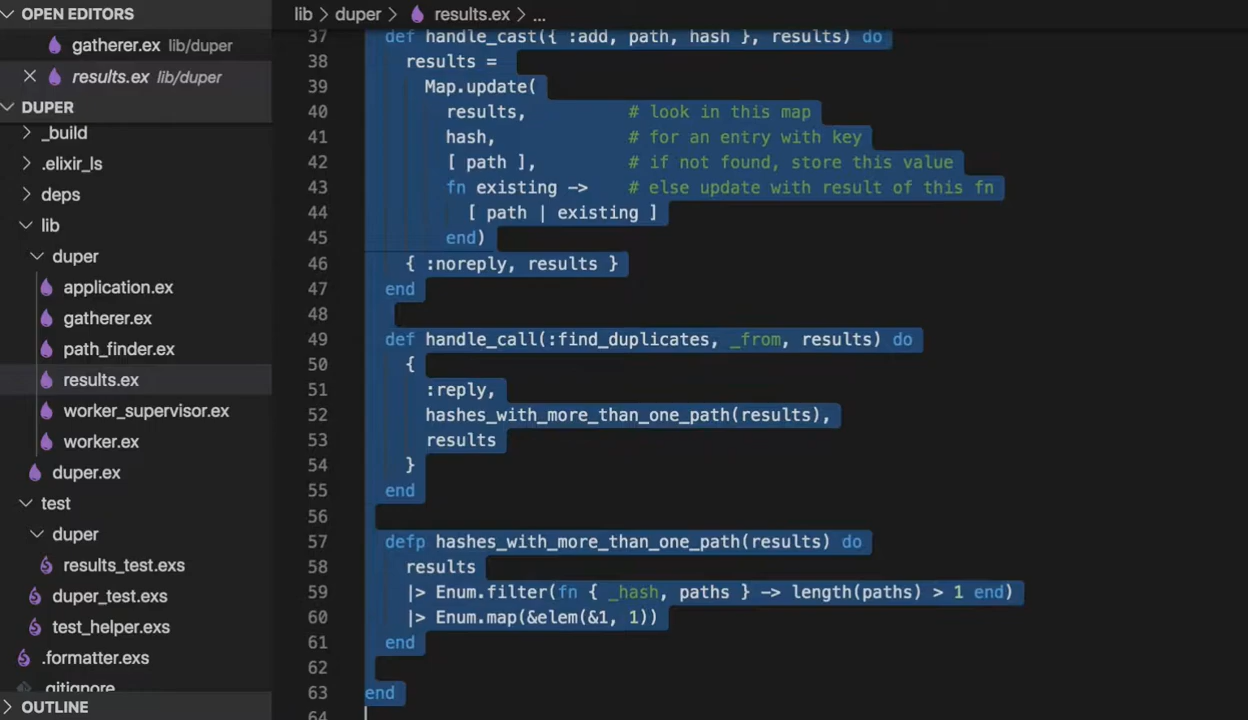 OPEN EDITORS
gatherer.ex lib/duper
results.ex lib/duper
DUPER
_build
.elixir_ls
deps
lib
duper
application.ex
gatherer.ex
path_finder.ex
results.ex
worker_supervisor.ex
worker.ex
duper.ex
test
duper
results_test.exs
duper_test.exs
test_helper.exs
.formatter.exs
.gitignore
OUTLINE
lib > duper > results.ex > ...
37 def handle_cast({ :add, path, hash }, results) do
38 results =
39 Map.update(
40 results, # look in this map
41 hash, # for an entry with key
42 [ path ], # if not found, store this value
43 fn existing -> # else update with result of this fn
44 [ path | existing ]
45 end)
46 { :noreply, results }
47 end
48
49 def handle_call(:find_duplicates, _from, results) do
50 {
51 :reply,
52 hashes_with_more_than_one_path(results),
53 results
54 }
55 end
56
57 defp hashes_with_more_than_one_path(results) do
58 results
59 |> Enum.filter(fn { _hash, paths } -> length(paths) > 1 end)
60 |> Enum.map(&elem(&1, 1))
61 end
62
63 end
64